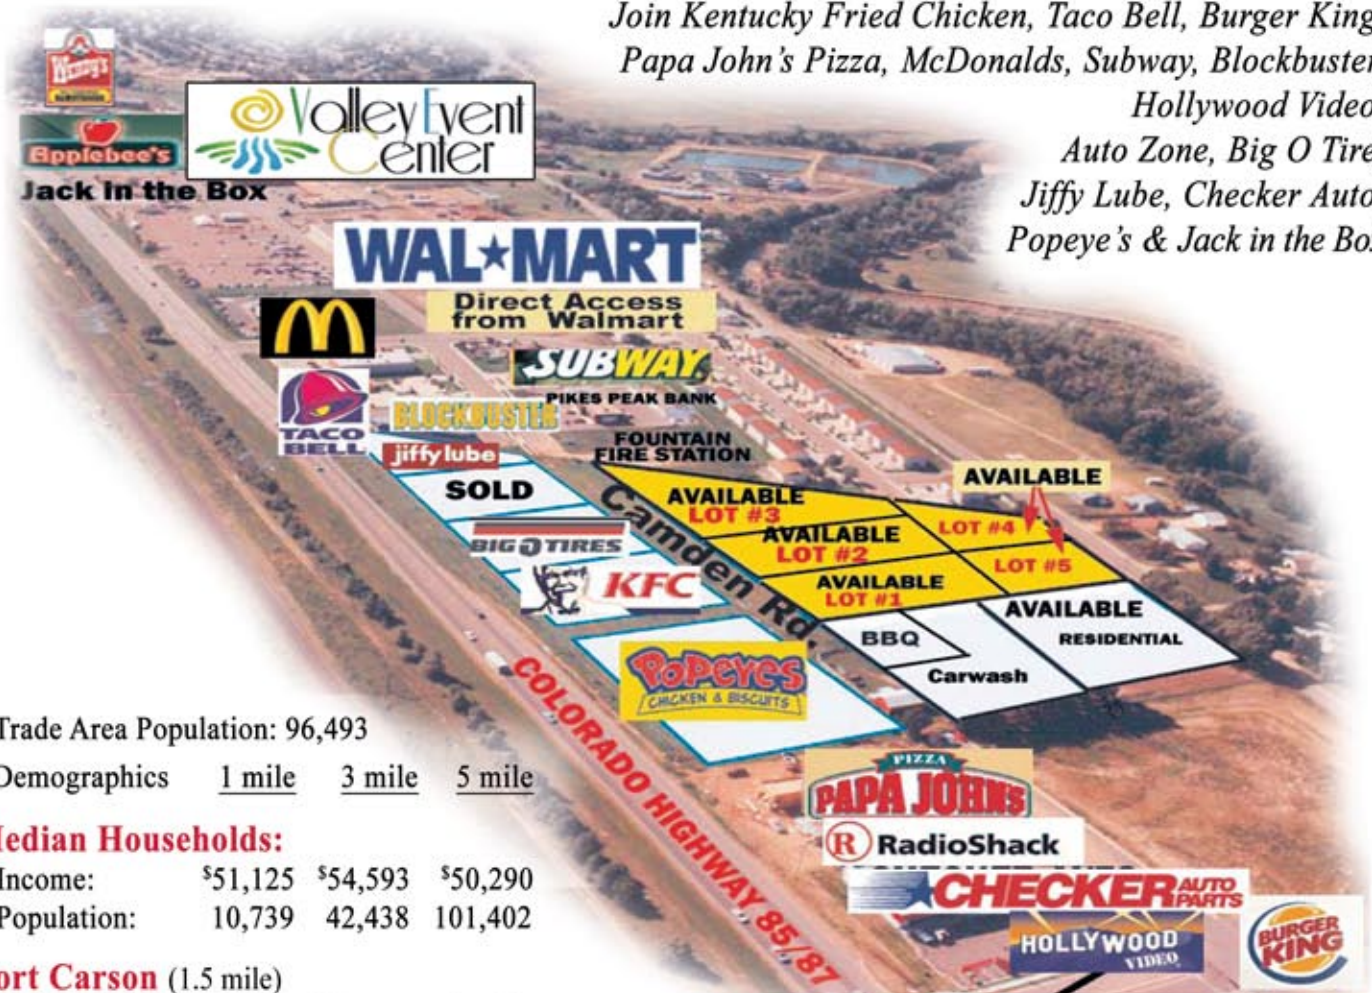 Join Kentucky Fried Chicken, Taco Bell, Burger King
Papa John's Pizza, McDonalds, Subway, Blockbuster
Hollywood Video
Auto Zone, Big O Tire
Jiffy Lube, Checker Auto
Popeye's & Jack in the Bo
Wendy's
Applebee's
Jack in the Box
Valley Event
Center
WAL★MART
Direct Access
from Walmart
SUBWAY
PIKES PEAK BANK
TACO
BELL
BLOCKBUSTER
jiffy lube
FOUNTAIN
FIRE STATION
SOLD
BIG O TIRES
KFC
Camden Rd.
AVAILABLE
LOT #3
AVAILABLE
LOT #2
AVAILABLE
LOT #1
AVAILABLE
LOT #4
LOT #5
AVAILABLE
RESIDENTIAL
BBQ
Carwash
POPEYES
CHICKEN & BISCUITS
COLORADO HIGHWAY 85/87
PIZZA
PAPA JOHNS
R RadioShack
CHECKER AUTO PARTS
HOLLYWOOD
VIDEO
BURGER
KING
Trade Area Population: 96,493
Demographics 1 mile 3 mile 5 mile
Median Households:
Income: $51,125 $54,593 $50,290
Population: 10,739 42,438 101,402
ort Carson (1.5 mile)